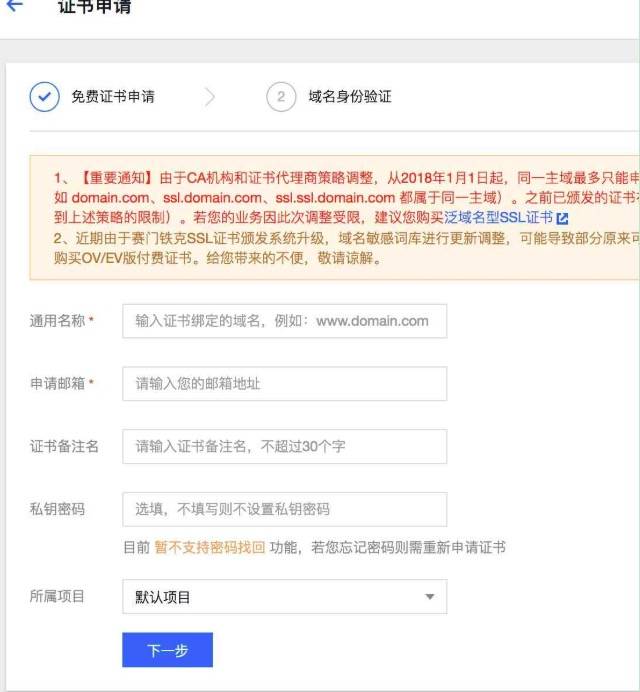 证书申请
免费证书申请
2 域名身份验证
1、【重要通知】由于CA机构和证书代理商策略调整，从2018年1月1日起，同一主域最多只能申
如 domain.com、ssl.domain.com、ssl.ssl.domain.com 都属于同一主域）。之前已颁发的证书
到上述策略的限制）。若您的业务因此次调整受限，建议您购买泛域名型SSL证书
2、近期由于赛门铁克SSL证书颁发系统升级，域名敏感词库进行更新调整，可能导致部分原来可
购买OV/EV版付费证书。给您带来的不便，敬请谅解。
通用名称 * 输入证书绑定的域名，例如：www.domain.com
申请邮箱 * 请输入您的邮箱地址
证书备注名 请输入证书备注名，不超过30个字
私钥密码 选填，不填写则不设置私钥密码
目前 暂不支持密码找回 功能，若您忘记密码则需重新申请证书
所属项目 默认项目
下一步